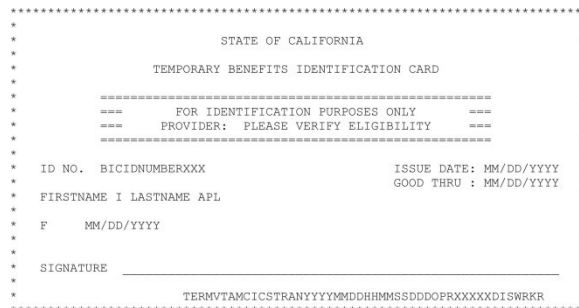 *****************************************************************************
*
* STATE OF CALIFORNIA
*
* TEMPORARY BENEFITS IDENTIFICATION CARD
*
* ====================================================
* === FOR IDENTIFICATION PURPOSES ONLY ===
* === PROVIDER: PLEASE VERIFY ELIGIBILITY ===
* ====================================================
*
* ID NO. BICIDNUMBERXXX ISSUE DATE: MM/DD/YYYY
* GOOD THRU : MM/DD/YYYY
* FIRSTNAME I LASTNAME APL
*
* F MM/DD/YYYY
*
*
* SIGNATURE __________________________________________________________
*
* TERMVTAMCICSTRANYYYYMMDDHHMMSSDDDOPRXXXXXDISWRKR
*****************************************************************************